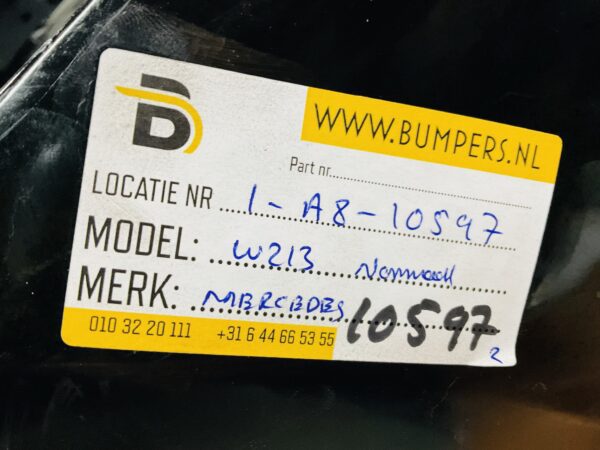 B
WWW.BUMPERS.NL
Part nr
LOCATIE NR 1-A8-10597
MODEL: W213 Normaal
MERK: MERCEDES 10597
2
010 32 20 111 +31 6 44 66 53 55